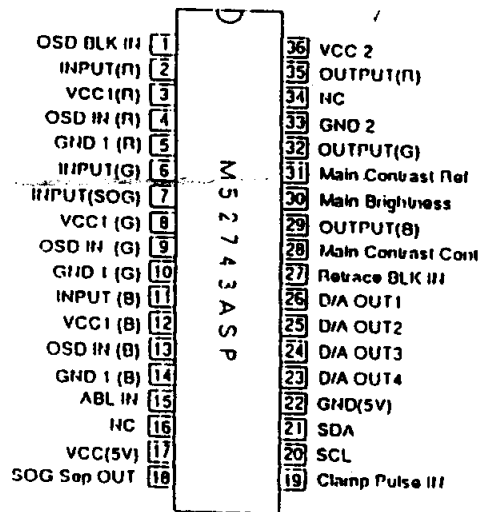 OSD BLK IN 1
INPUT(R) 2
VCC1(R) 3
OSD IN (R) 4
GND 1 (R) 5
INPUT(G) 6
INPUT(SOG) 7
VCC1 (G) 8
OSD IN (G) 9
GND 1 (G) 10
INPUT (B) 11
VCC1 (B) 12
OSD IN (B) 13
GND 1 (B) 14
ABL IN 15
NC 16
VCC(5V) 17
SOG Sep OUT 18
M52743ASP
36 VCC 2
35 OUTPUT(R)
34 NC
33 GND 2
32 OUTPUT(G)
31 Main Contrast Ref
30 Main Brightness
29 OUTPUT(B)
28 Main Contrast Cont
27 Retrace BLK IN
26 D/A OUT1
25 D/A OUT2
24 D/A OUT3
23 D/A OUT4
22 GND(5V)
21 SDA
20 SCL
19 Clamp Pulse IN